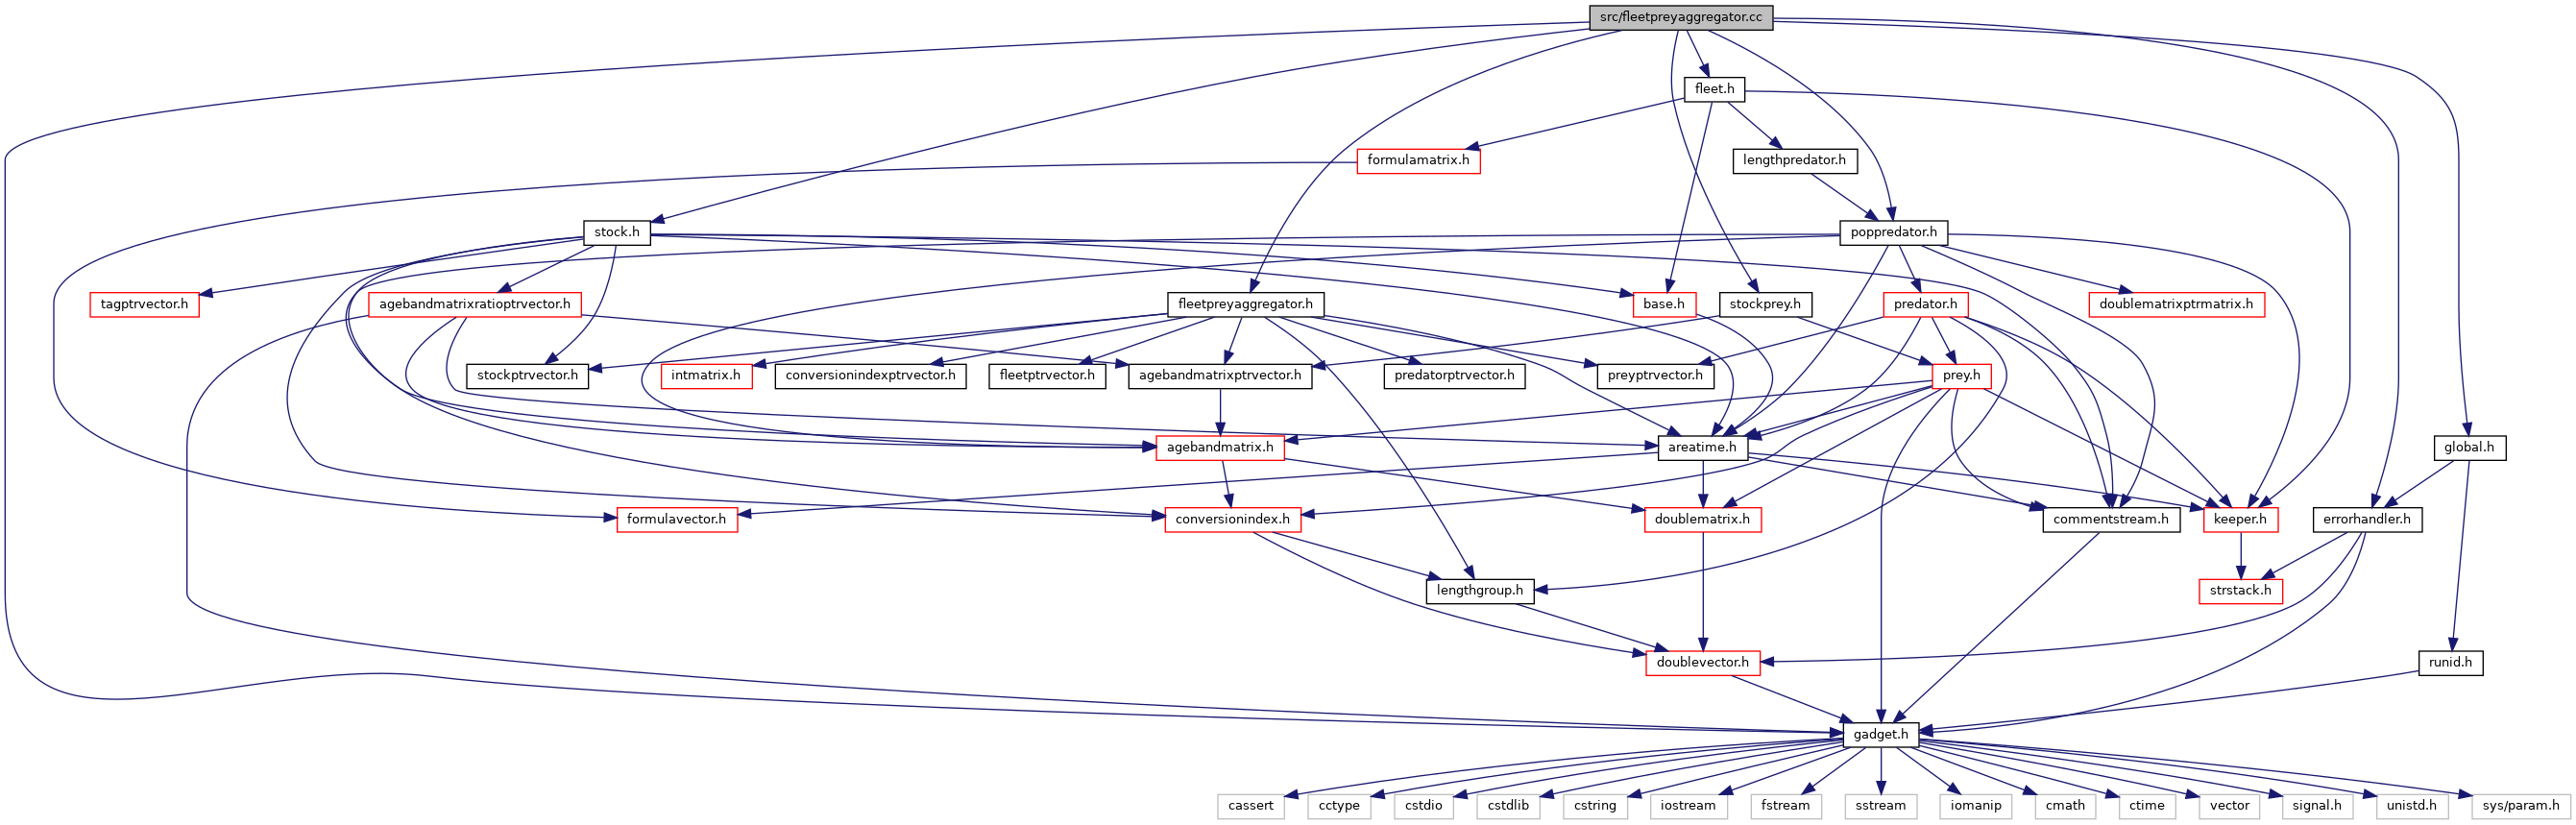 src/fleetpreyaggregator.cc
fleet.h
formulamatrix.h
lengthpredator.h
stock.h
poppredator.h
tagptrvector.h
agebandmatrixratioptrvector.h
fleetpreyaggregator.h
base.h
stockprey.h
predator.h
doublematrixptrmatrix.h
stockptrvector.h
intmatrix.h
conversionindexptrvector.h
fleetptrvector.h
agebandmatrixptrvector.h
predatorptrvector.h
preyptrvector.h
prey.h
agebandmatrix.h
areatime.h
global.h
formulavector.h
conversionindex.h
doublematrix.h
commentstream.h
keeper.h
errorhandler.h
lengthgroup.h
strstack.h
doublevector.h
runid.h
gadget.h
cassert
cctype
cstdio
cstdlib
cstring
iostream
fstream
sstream
iomanip
cmath
ctime
vector
signal.h
unistd.h
sys/param.h